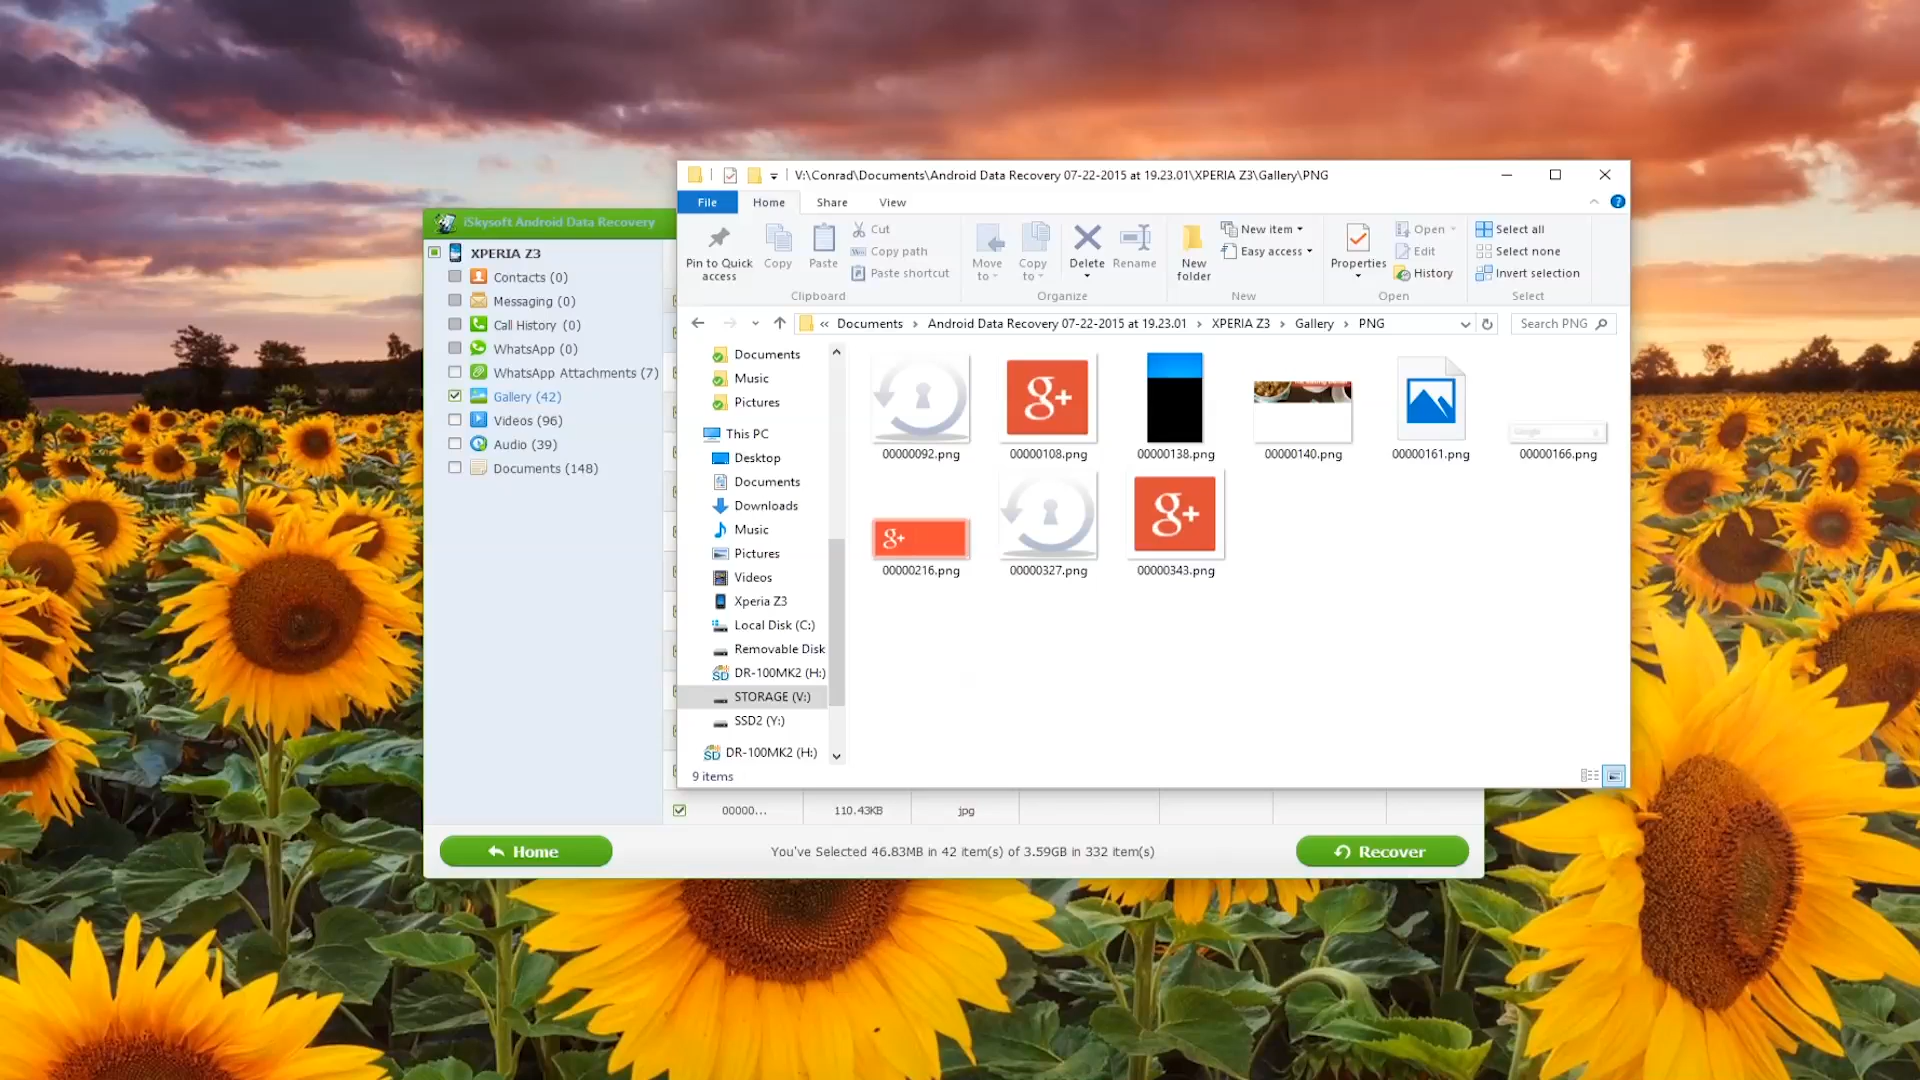 V:\Conrad\Documents\Android Data Recovery 07-22-2015 at 19.23.01\XPERIA Z3\Gallery\PNG
File Home Share View
Pin to Quick access
Copy
Paste
Cut
Copy path
Paste shortcut
Clipboard
Move to
Copy to
Delete
Rename
Organize
New folder
New item
Easy access
New
Properties
Open
Edit
History
Open
Select all
Select none
Invert selection
Select
« Documents › Android Data Recovery 07-22-2015 at 19.23.01 › XPERIA Z3 › Gallery › PNG
Search PNG
Documents
Music
Pictures
This PC
Desktop
Documents
Downloads
Music
Pictures
Videos
Xperia Z3
Local Disk (C:)
Removable Disk
DR-100MK2 (H:)
STORAGE (V:)
SSD2 (Y:)
DR-100MK2 (H:)
g+
Google
00000092.png
00000108.png
00000138.png
00000140.png
00000161.png
00000166.png
g+
g+
00000216.png
00000327.png
00000343.png
9 items
iSkysoft Android Data Recovery
XPERIA Z3
Contacts (0)
Messaging (0)
Call History (0)
WhatsApp (0)
WhatsApp Attachments (7)
Gallery (42)
Videos (96)
Audio (39)
Documents (148)
00000... 110.43KB jpg
Home
You've Selected 46.83MB in 42 item(s) of 3.59GB in 332 item(s)
Recover